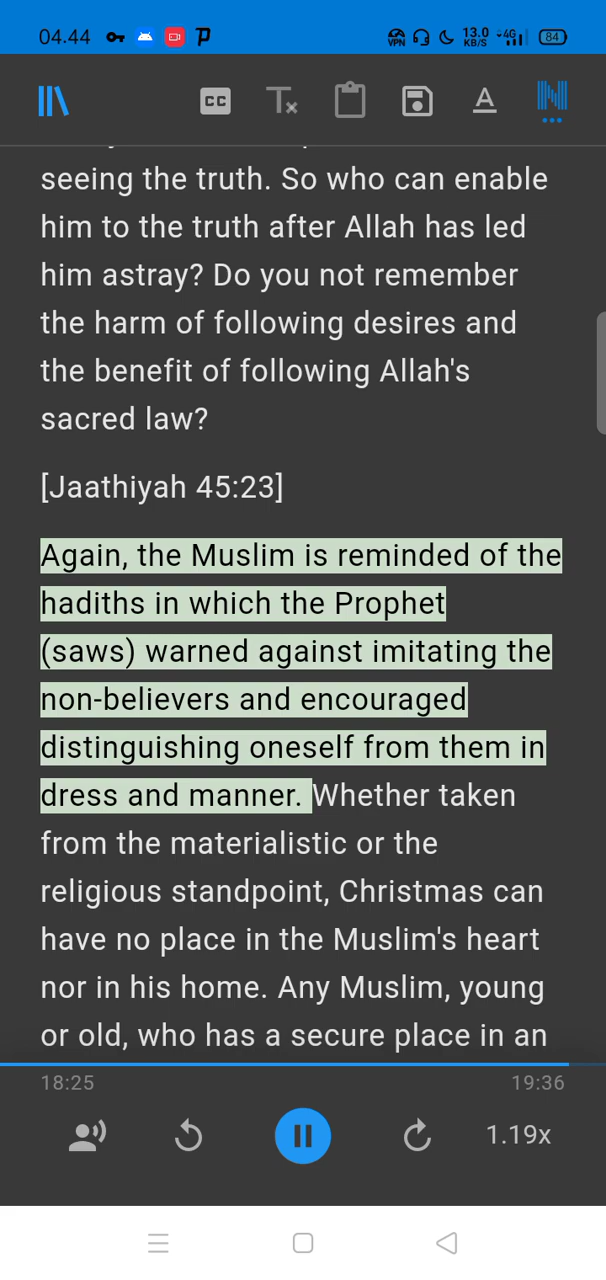 04.44
VPN
13.0
KB/S
4G
84
CC
seeing the truth. So who can enable
him to the truth after Allah has led
him astray? Do you not remember
the harm of following desires and
the benefit of following Allah's
sacred law?
[Jaathiyah 45:23]
Again, the Muslim is reminded of the
hadiths in which the Prophet
(saws) warned against imitating the
non-believers and encouraged
distinguishing oneself from them in
dress and manner. Whether taken
from the materialistic or the
religious standpoint, Christmas can
have no place in the Muslim's heart
nor in his home. Any Muslim, young
or old, who has a secure place in an
18:25
19:36
1.19x